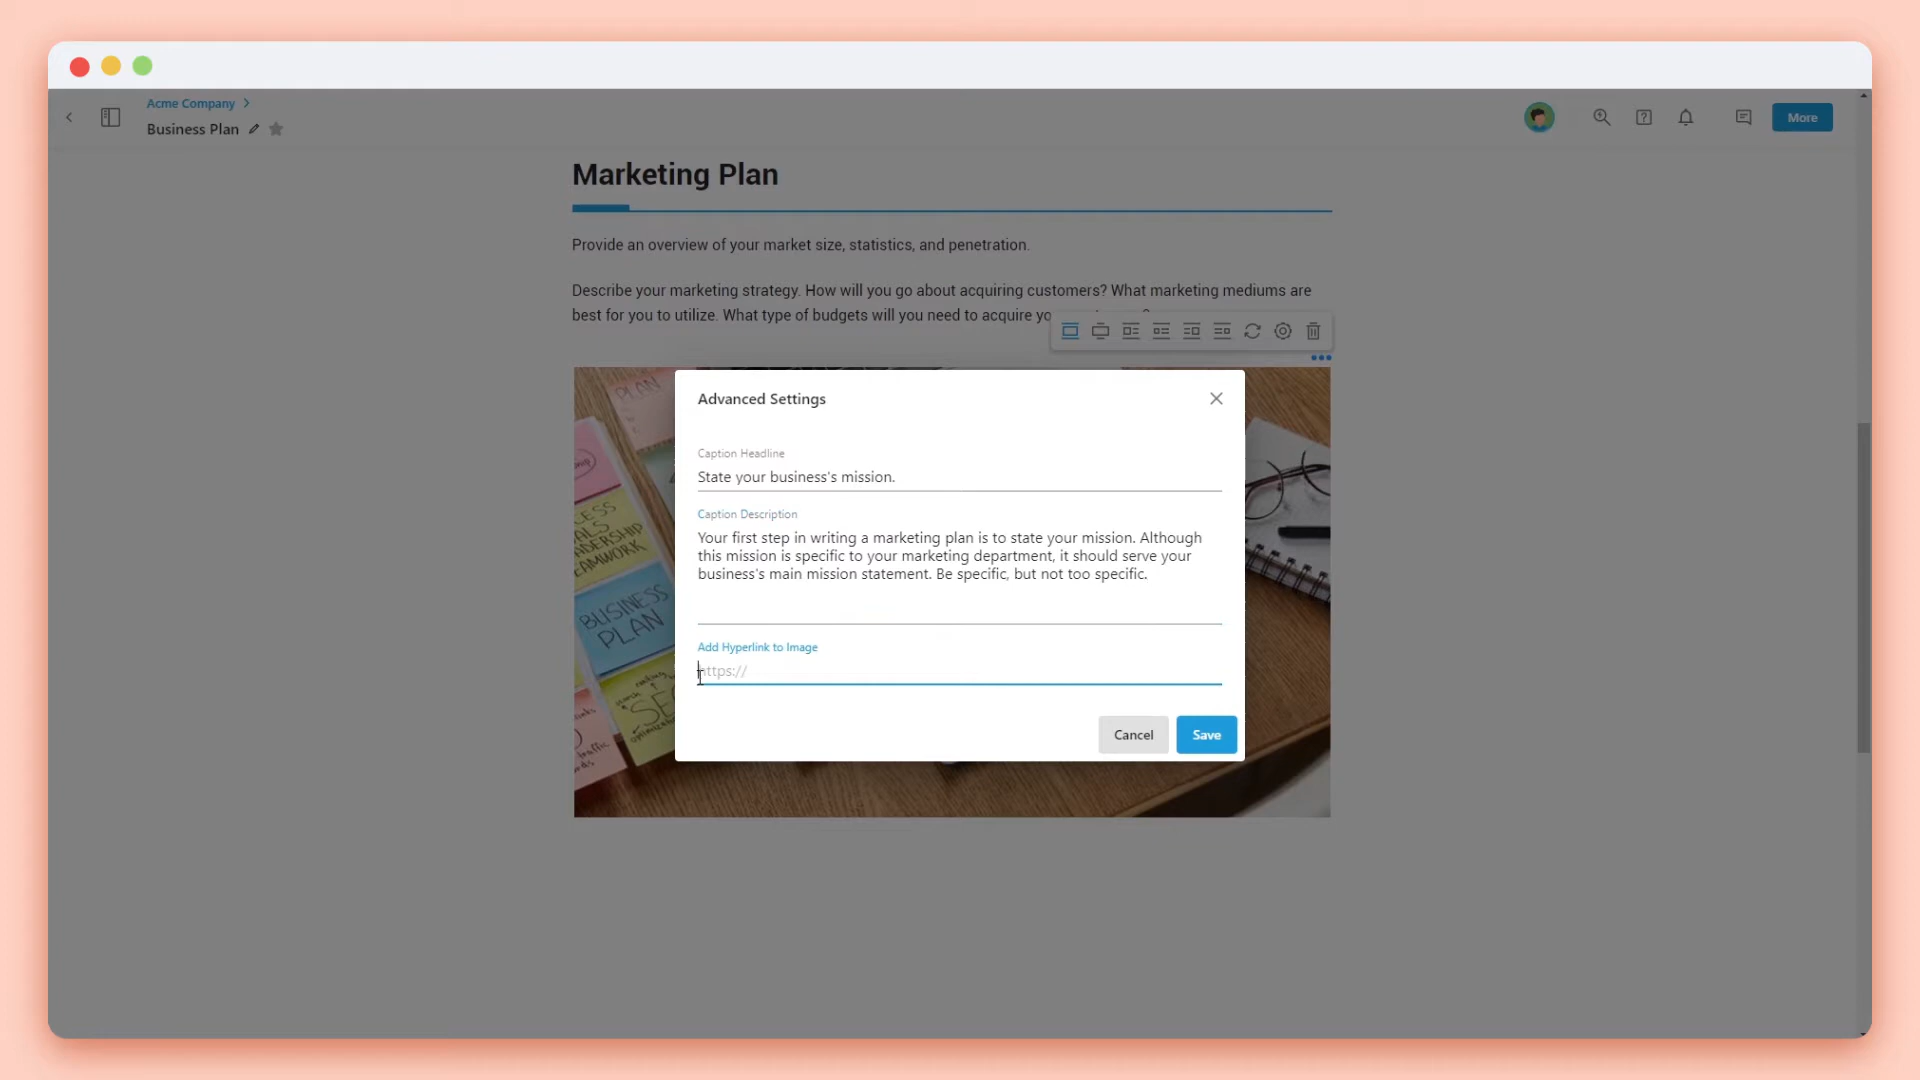 Acme Company
Business Plan
More
Marketing Plan
Provide an overview of your market size, statistics, and penetration.
Describe your marketing strategy. How will you go about acquiring customers? What marketing mediums are
best for you to utilize. What type of budgets will you need to acquire
Advanced Settings
Caption Headline
State your business's mission.
Caption Description
Your first step in writing a marketing plan is to state your mission. Although
this mission is specific to your marketing department, it should serve your
business's main mission statement. Be specific, but not too specific.
Add Hyperlink to Image
https://
Cancel
Save
PLAN
BUSINESS
PLAN